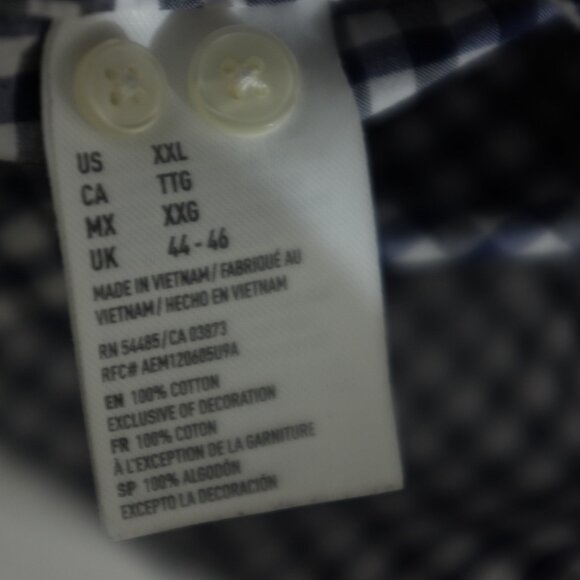 US XXL
CA TTG
MX XXG
UK 44-46
MADE IN VIETNAM/FABRIQUÉ AU
VIETNAM/HECHO EN VIETNAM
RN 54485/CA 03873
RFC# AEM120605U9A
EN 100% COTTON
EXCLUSIVE OF DECORATION
FR 100% COTON
À L'EXCEPTION DE LA GARNITURE
SP 100% ALGODÓN
EXCEPTO LA DECORACIÓN